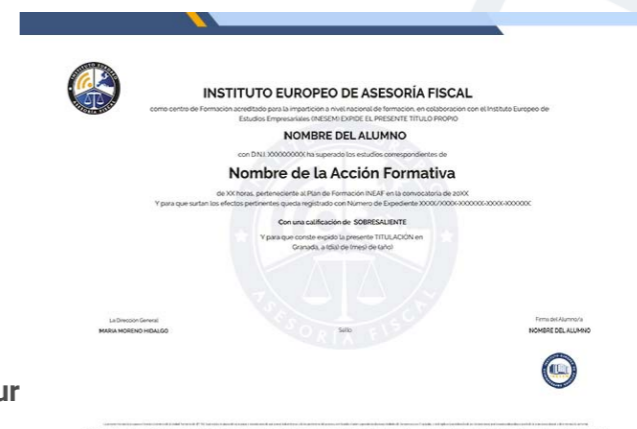 INSTITUTO EUROPEO DE ASESORÍA FISCAL
como centro de Formación acreditado para la impartición a nivel nacional de formación, en colaboración con el Instituto Europeo de
Estudios Empresariales (INESEM) EXPIDE EL PRESENTE TÍTULO PROPIO
NOMBRE DEL ALUMNO
con D.N.I. XXXXXXXXX ha superado los estudios correspondientes de
Nombre de la Acción Formativa
de XX horas, perteneciente al Plan de Formación INEAF en la convocatoria de 20XX
Y para que surtan los efectos pertinentes queda registrado con Número de Expediente XXXX/XXXX-XXXXXX-XXXX-XXXXXX
Con una calificación de SOBRESALIENTE
Y para que conste expido la presente TITULACIÓN en
Granada, a (día) de (mes) de (año)
La Dirección General
MARIA MORENO HIDALGO
Sello
Firma del Alumno/a
NOMBRE DEL ALUMNO
ASESORÍA FISCAL
ur